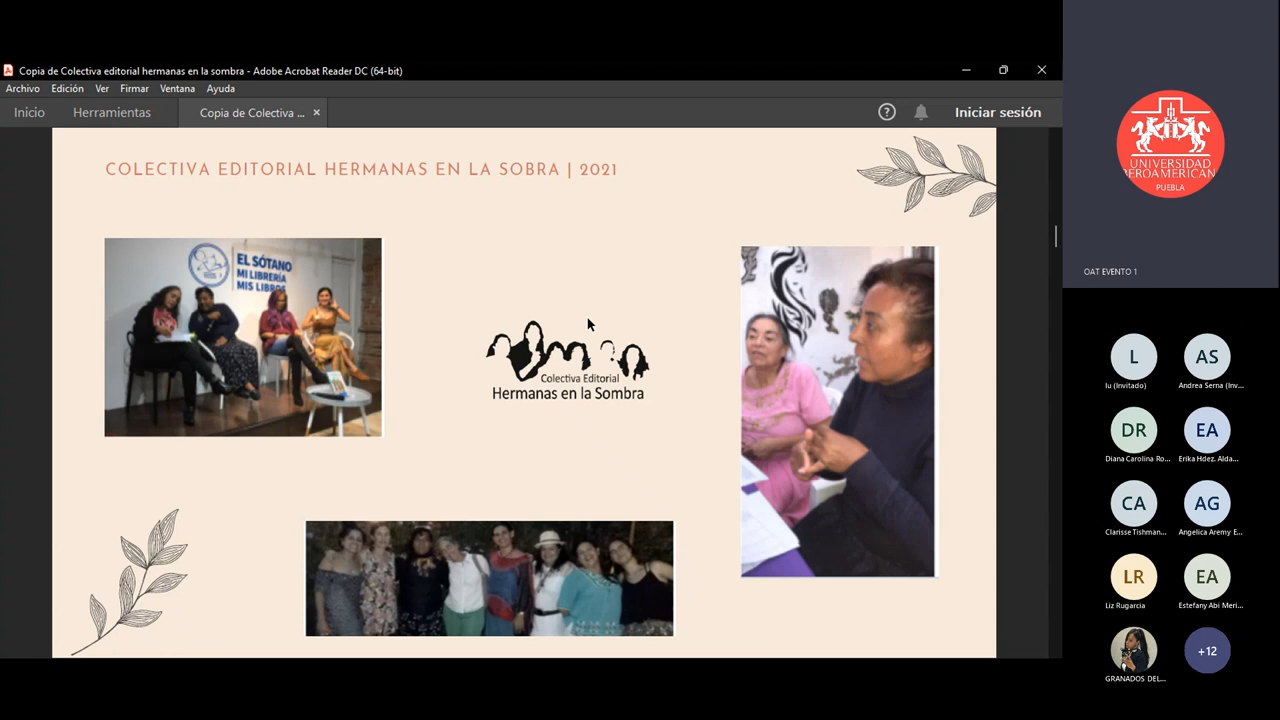 Copia de Colectiva editorial hermanas en la sombra - Adobe Acrobat Reader DC (64-bit)
Archivo Edición Ver Firmar Ventana Ayuda
Inicio Herramientas Copia de Colectiva ... × Iniciar sesión
COLECTIVA EDITORIAL HERMANAS EN LA SOBRA | 2021
EL SÓTANO
MI LIBRERÍA
MIS LIBROS
Colectiva Editorial
Hermanas en la Sombra
UNIVERSIDAD
IBEROAMERICANA
PUEBLA
OAT EVENTO 1
L AS
lu (Invitado) Andrea Serna (Inv...
DR EA
Diana Carolina Ro... Erika Hdez. Alda...
CA AG
Clarisse Tishman... Angelica Aremy E...
LR EA
Liz Rugarcia Estefany Abi Meri...
+12
GRANADOS DEL...